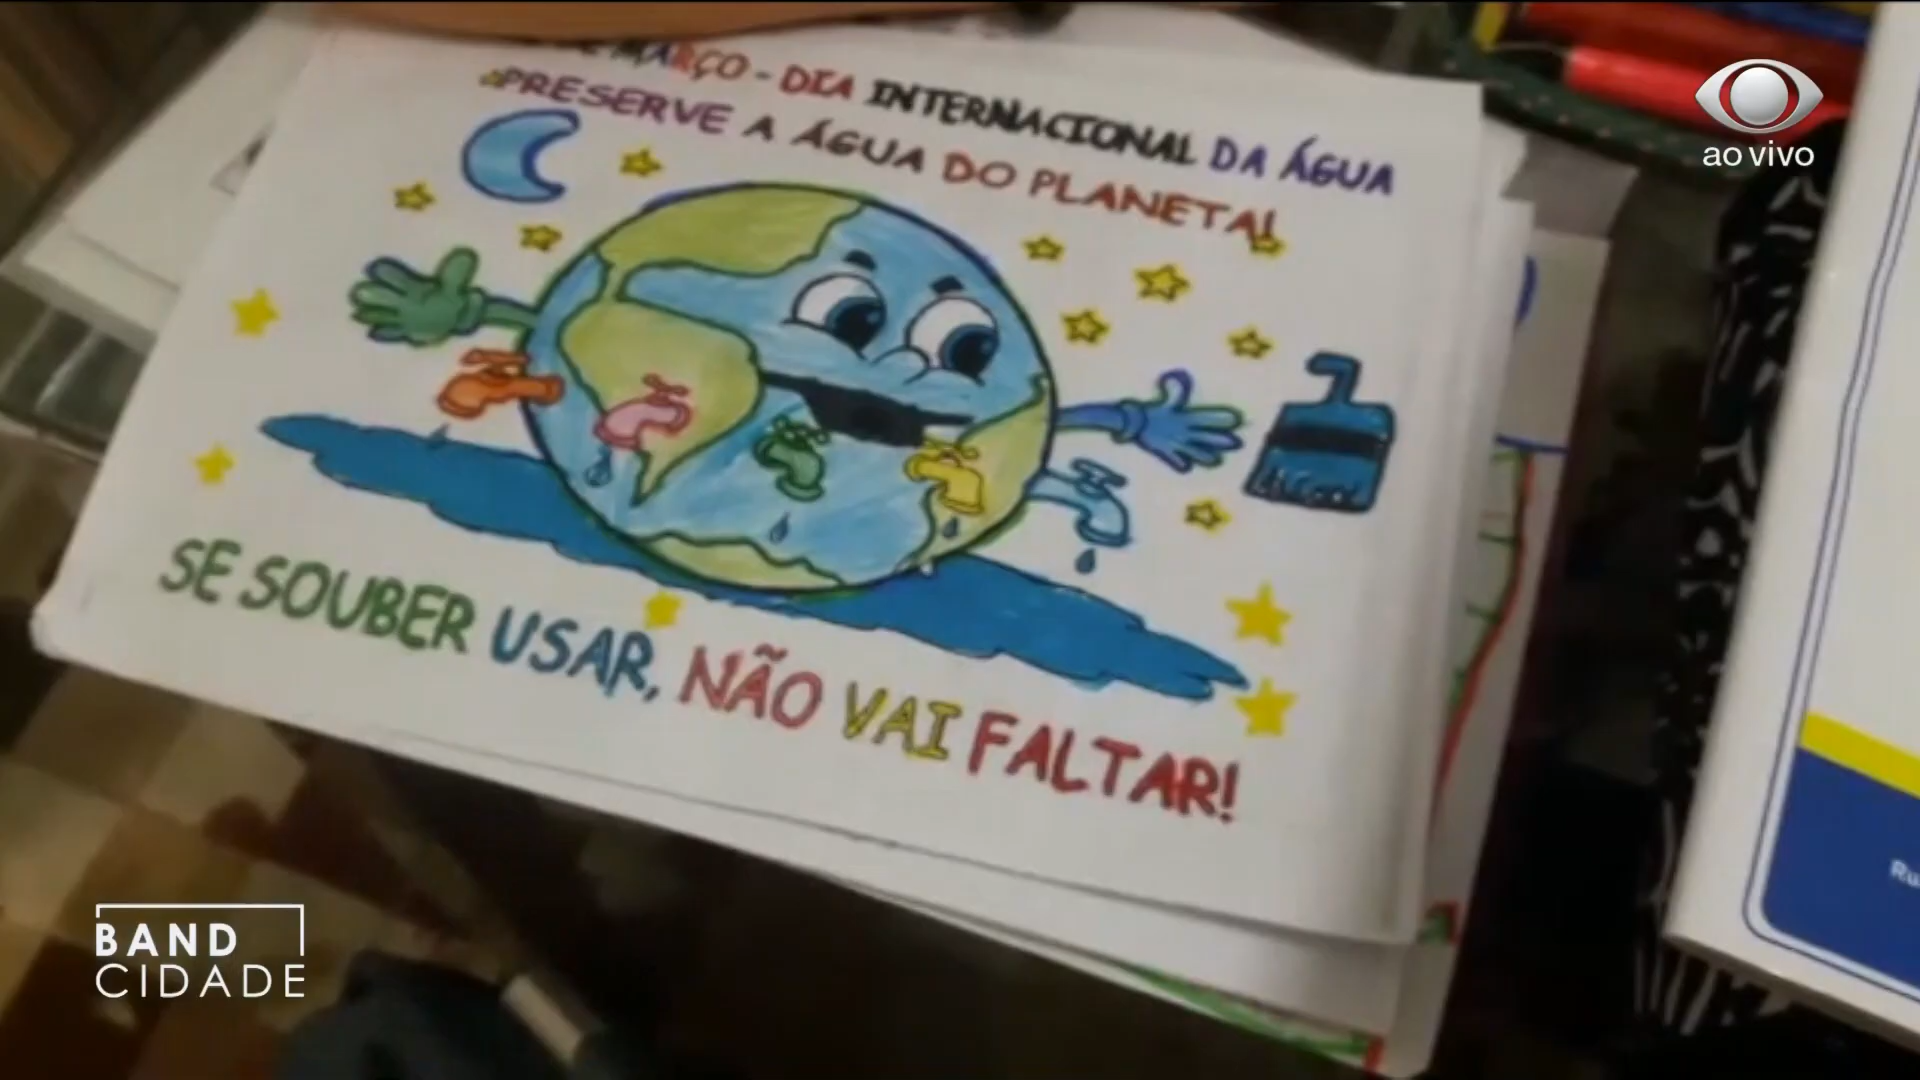 MARÇO - DIA INTERNACIONAL DA ÁGUA
PRESERVE A ÁGUA DO PLANETA!
ao vivo
ÁLCOOL
SE SOUBER USAR, NÃO VAI FALTAR!
BAND
CIDADE